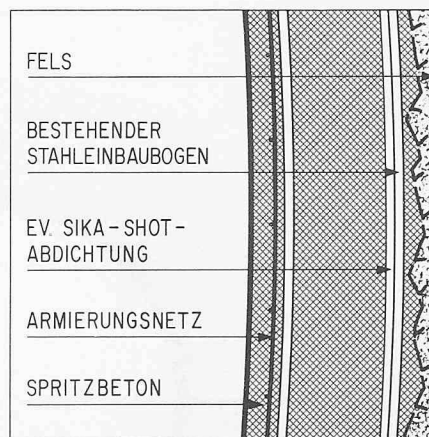 FELS
BESTEHENDER
STAHLEINBAUBOGEN
EV. SIKA-SHOT-
ABDICHTUNG
ARMIERUNGSNETZ
SPRITZBETON